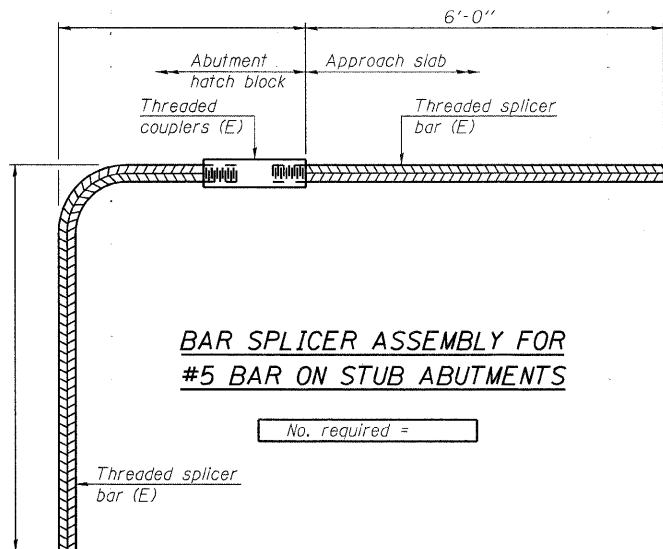 6'-0"
Abutment
hatch block
Approach slab
Threaded
couplers (E)
Threaded splicer
bar (E)
BAR SPLICER ASSEMBLY FOR
#5 BAR ON STUB ABUTMENTS
No. required =
Threaded splicer
bar (E)